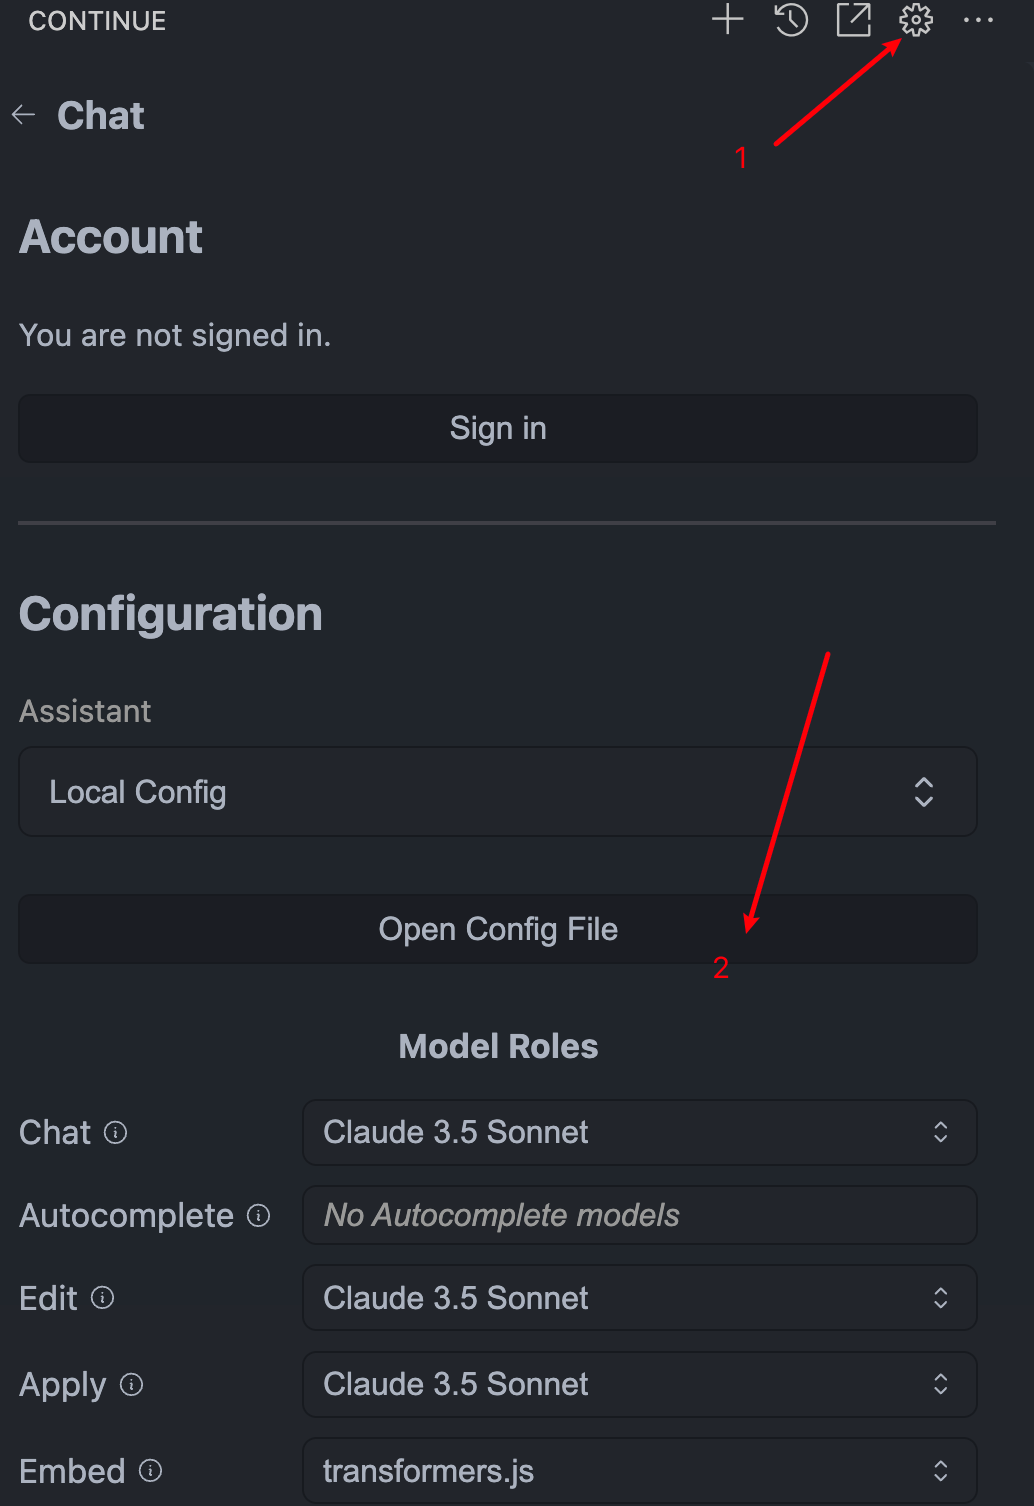 CONTINUE
Chat
1
Account
You are not signed in.
Sign in
Configuration
Assistant
Local Config
Open Config File
2
Model Roles
Chat Claude 3.5 Sonnet
Autocomplete No Autocomplete models
Edit Claude 3.5 Sonnet
Apply Claude 3.5 Sonnet
Embed transformers.js